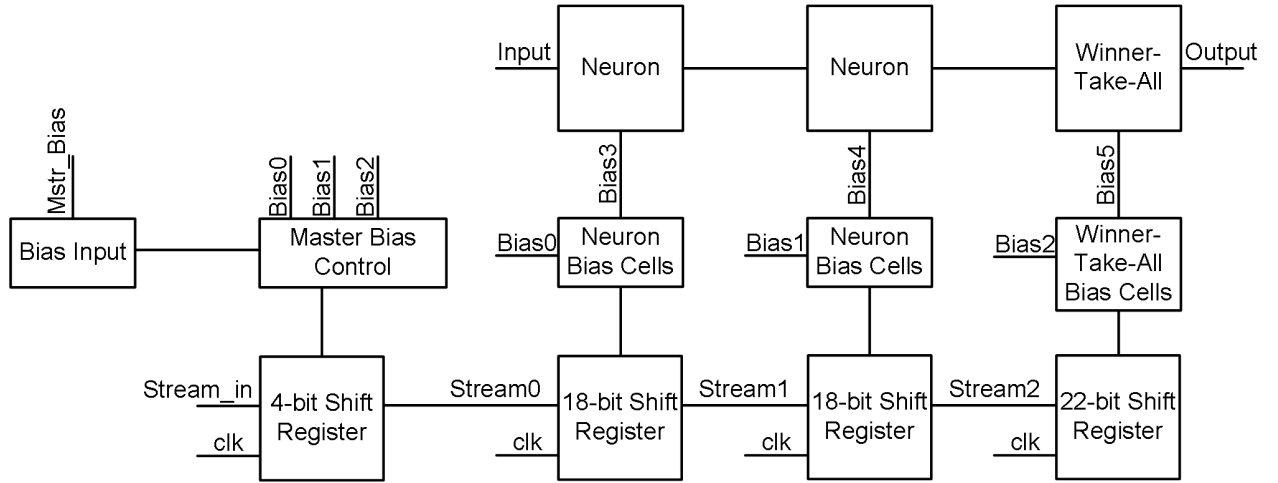 Input
Neuron
Neuron
Winner-
Take-All
Output
Mstr_Bias
Bias0
Bias1
Bias2
Bias3
Bias4
Bias5
Bias Input
Master Bias
Control
Bias0
Neuron
Bias Cells
Bias1
Neuron
Bias Cells
Bias2
Winner-
Take-All
Bias Cells
Stream_in
clk
4-bit Shift
Register
Stream0
clk
18-bit Shift
Register
Stream1
clk
18-bit Shift
Register
Stream2
clk
22-bit Shift
Register